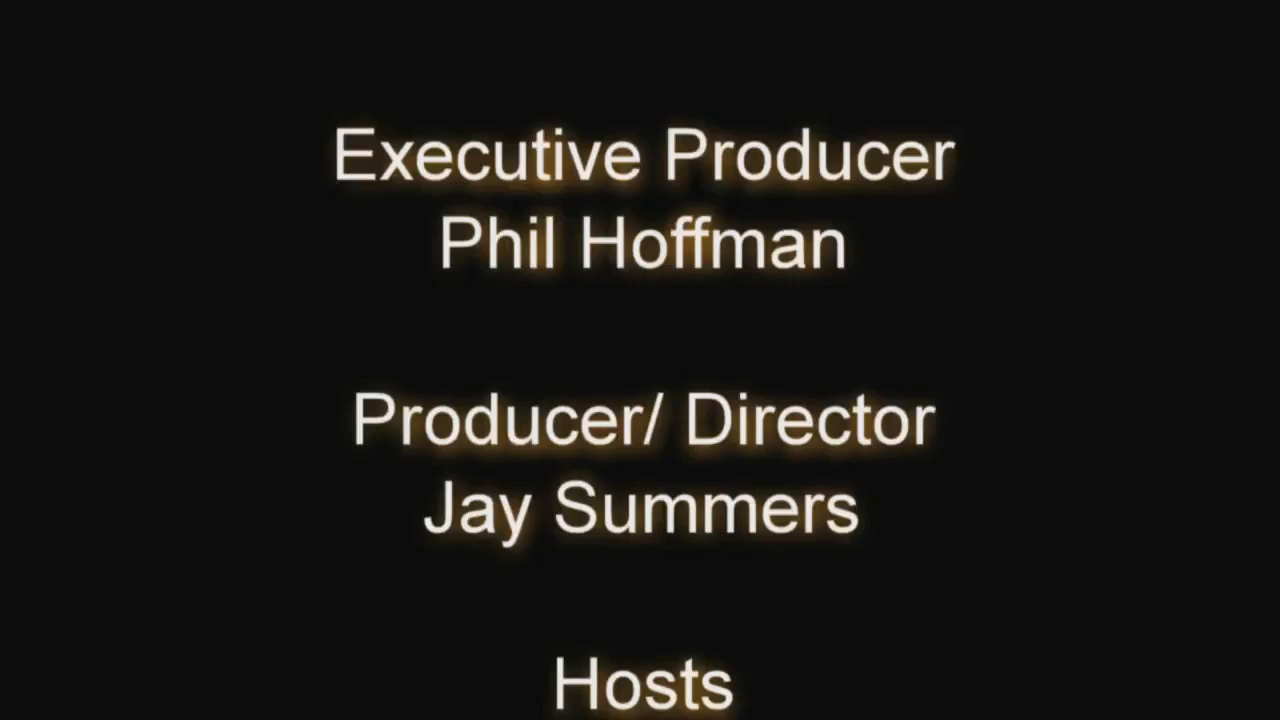 Executive Producer
Phil Hoffman
Producer/ Director
Jay Summers
Hosts